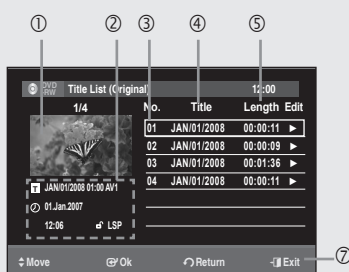 ① ② ③ ④ ⑤
DVD -RW Title List (Original) 12:00
1/4 No. Title Length Edit
01 JAN/01/2008 00:00:11 ►
02 JAN/01/2008 00:00:09 ►
03 JAN/01/2008 00:01:36 ►
04 JAN/01/2008 00:00:11 ►
T JAN/01/2008 01:00 AV1
01.Jan.2007
12:06 LSP
Move Ok Return Exit ⑦